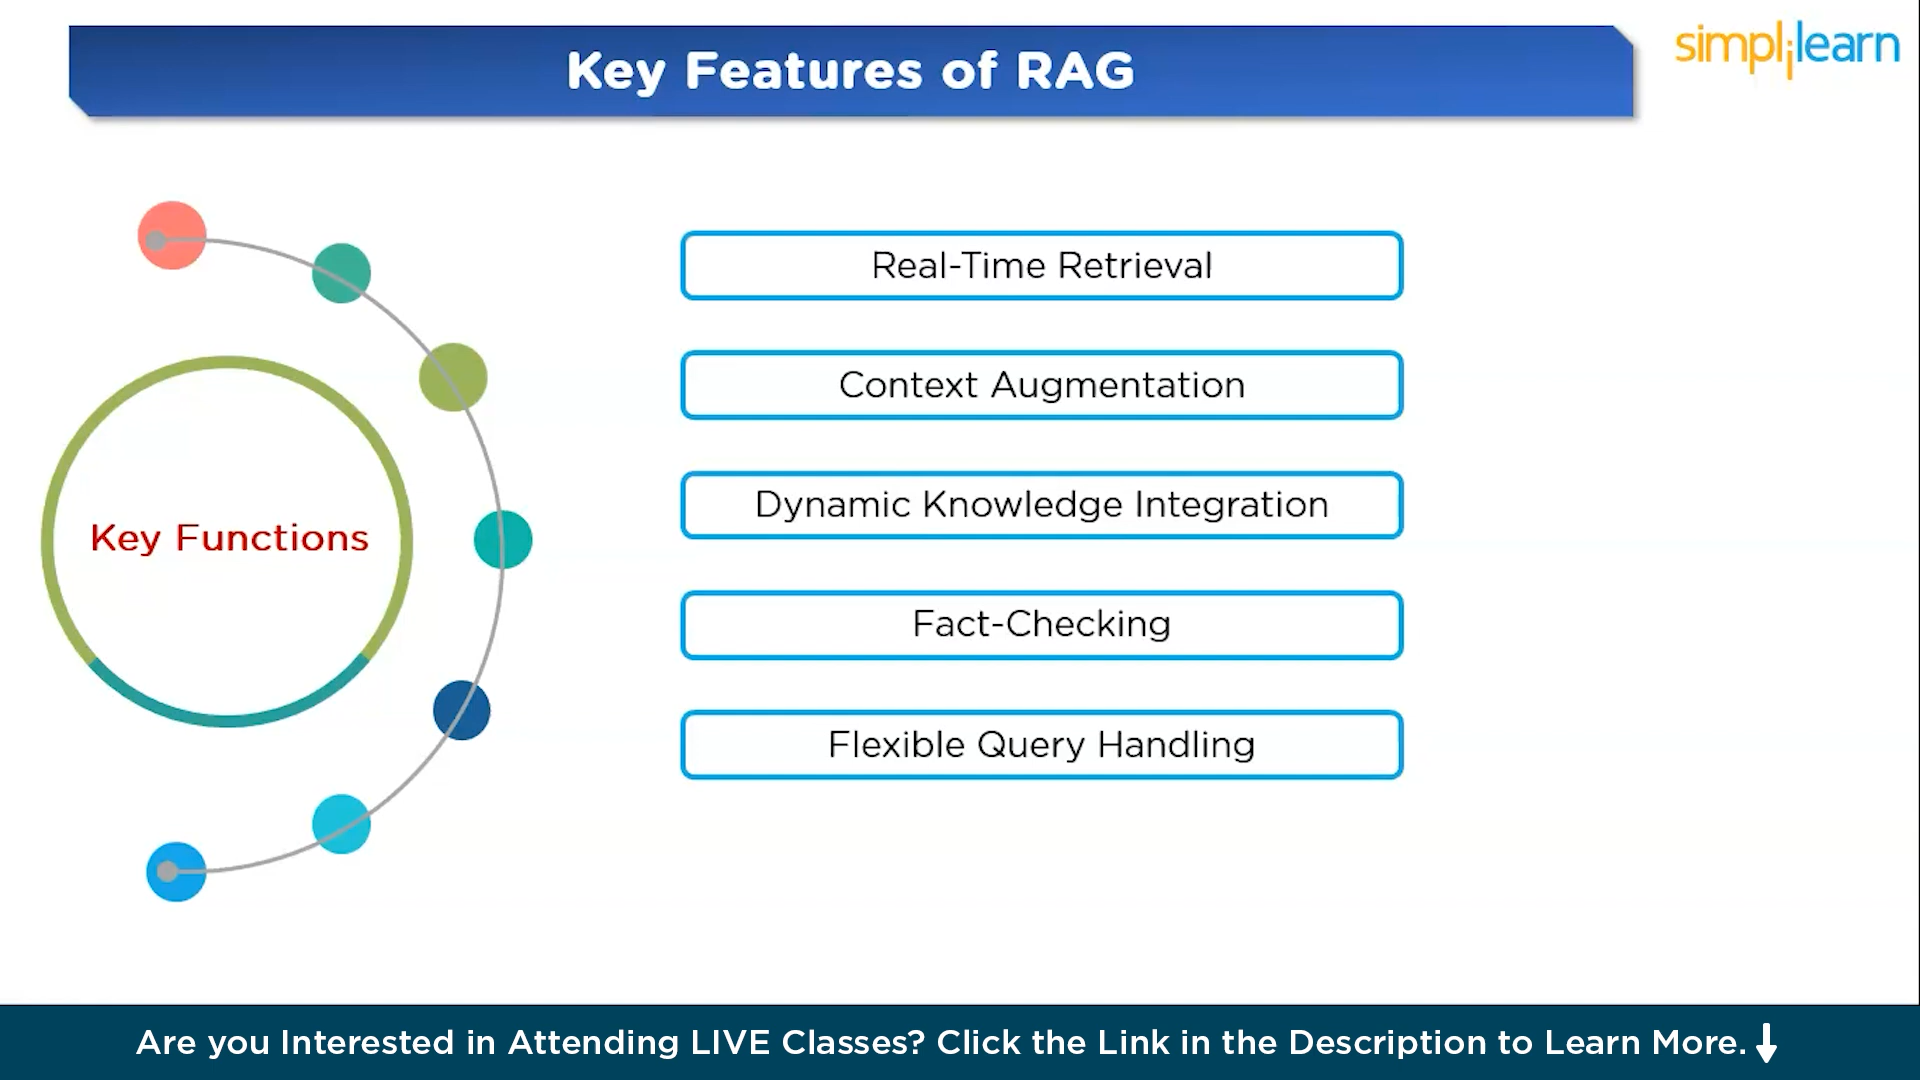 Key Features of RAG
simplilearn
Key Functions
Real-Time Retrieval
Context Augmentation
Dynamic Knowledge Integration
Fact-Checking
Flexible Query Handling
Are you Interested in Attending LIVE Classes? Click the Link in the Description to Learn More.